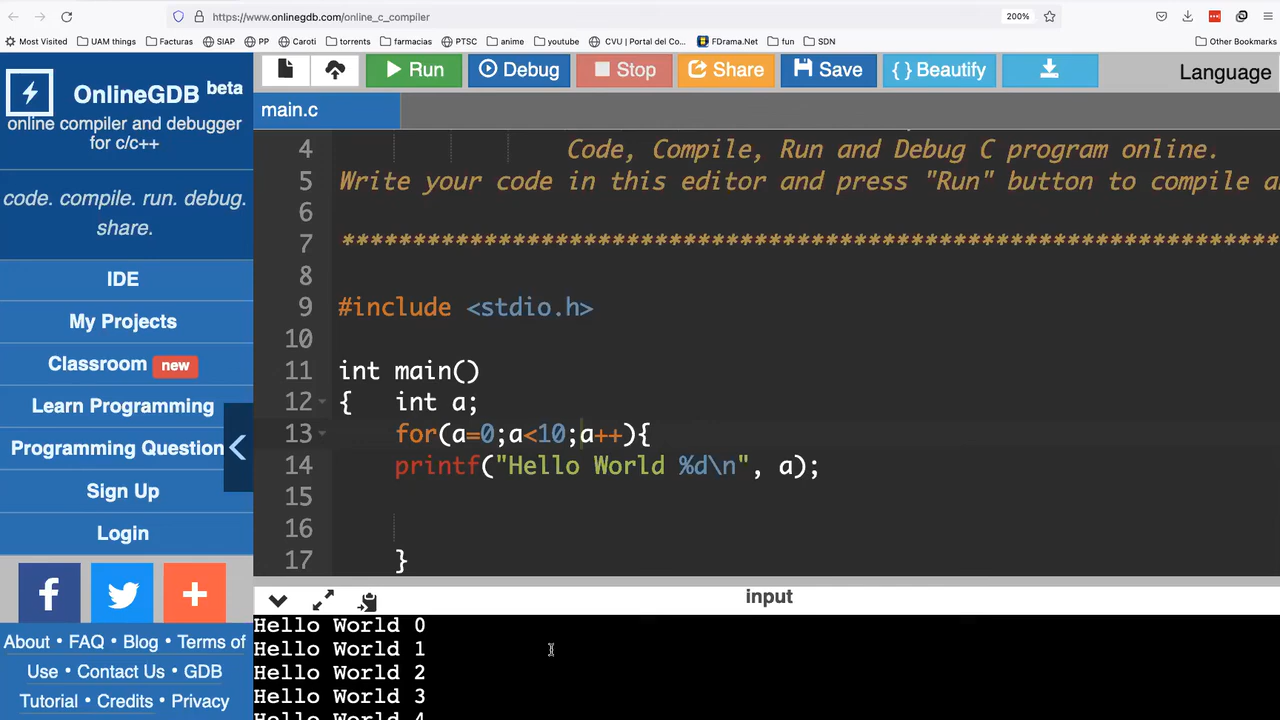 https://www.onlinegdb.com/online_c_compiler
200%
Most Visited UAM things Facturas SIAP PP Caroti torrents farmacias PTSC anime youtube CVU | Portal del Co... FDrama.Net fun SDN Other Bookmarks
Run Debug Stop Share Save { } Beautify Language
OnlineGDB beta
online compiler and debugger
for c/c++
code. compile. run. debug.
share.
IDE
My Projects
Classroom new
Learn Programming
Programming Question
Sign Up
Login
About • FAQ • Blog • Terms of
Use • Contact Us • GDB
Tutorial • Credits • Privacy
main.c
4 Code, Compile, Run and Debug C program online.
5 Write your code in this editor and press "Run" button to compile
6
7 ******************************************************************
8
9 #include <stdio.h>
10
11 int main()
12 { int a;
13 for(a=0;a<10;a++){
14 printf("Hello World %d\n", a);
15
16
17 }
input
Hello World 0
Hello World 1
Hello World 2
Hello World 3
Hello World 4